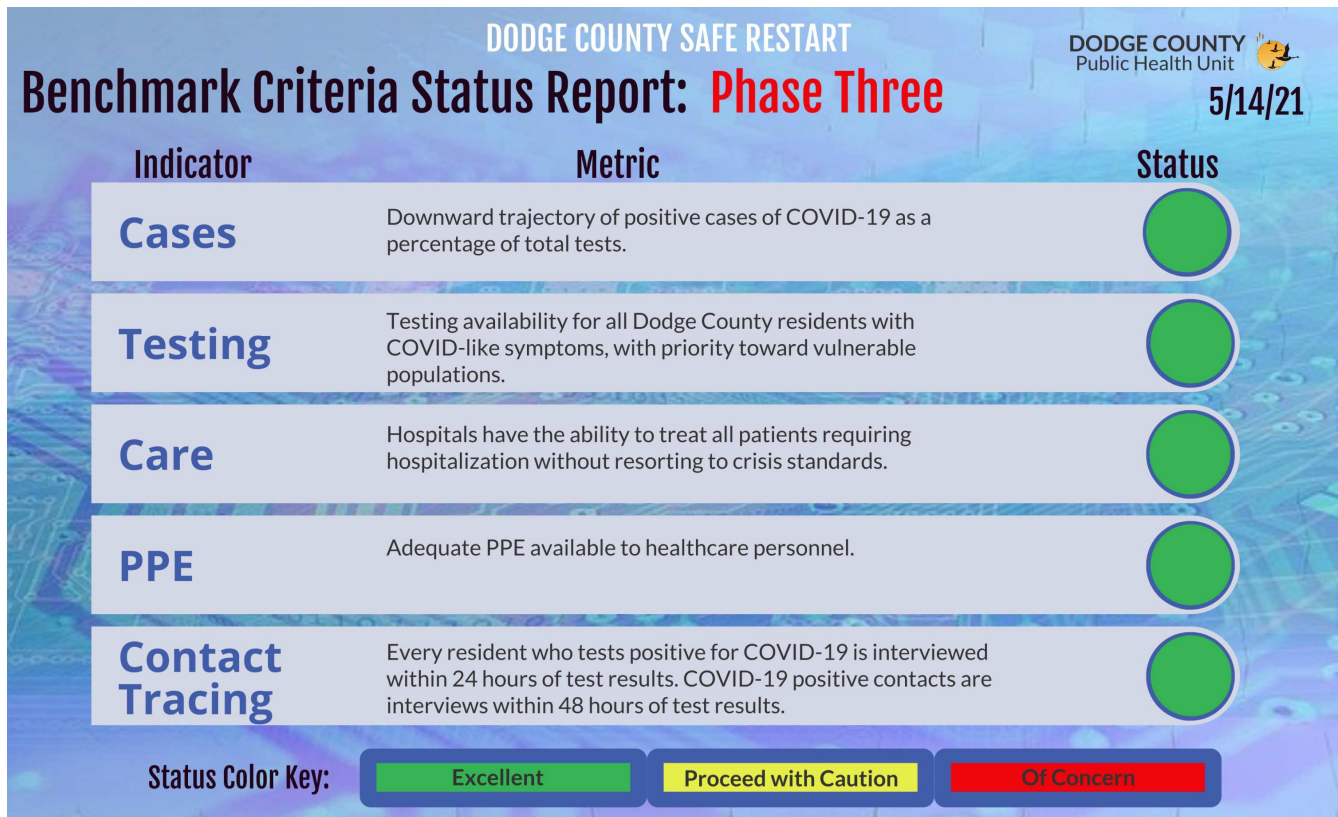 DODGE COUNTY SAFE RESTART
DODGE COUNTY
Public Health Unit
Benchmark Criteria Status Report: Phase Three
5/14/21
Indicator
Metric
Status
Cases
Downward trajectory of positive cases of COVID-19 as a
percentage of total tests.
Testing
Testing availability for all Dodge County residents with
COVID-like symptoms, with priority toward vulnerable
populations.
Care
Hospitals have the ability to treat all patients requiring
hospitalization without resorting to crisis standards.
PPE
Adequate PPE available to healthcare personnel.
Contact
Tracing
Every resident who tests positive for COVID-19 is interviewed
within 24 hours of test results. COVID-19 positive contacts are
interviews within 48 hours of test results.
Status Color Key:
Excellent
Proceed with Caution
Of Concern